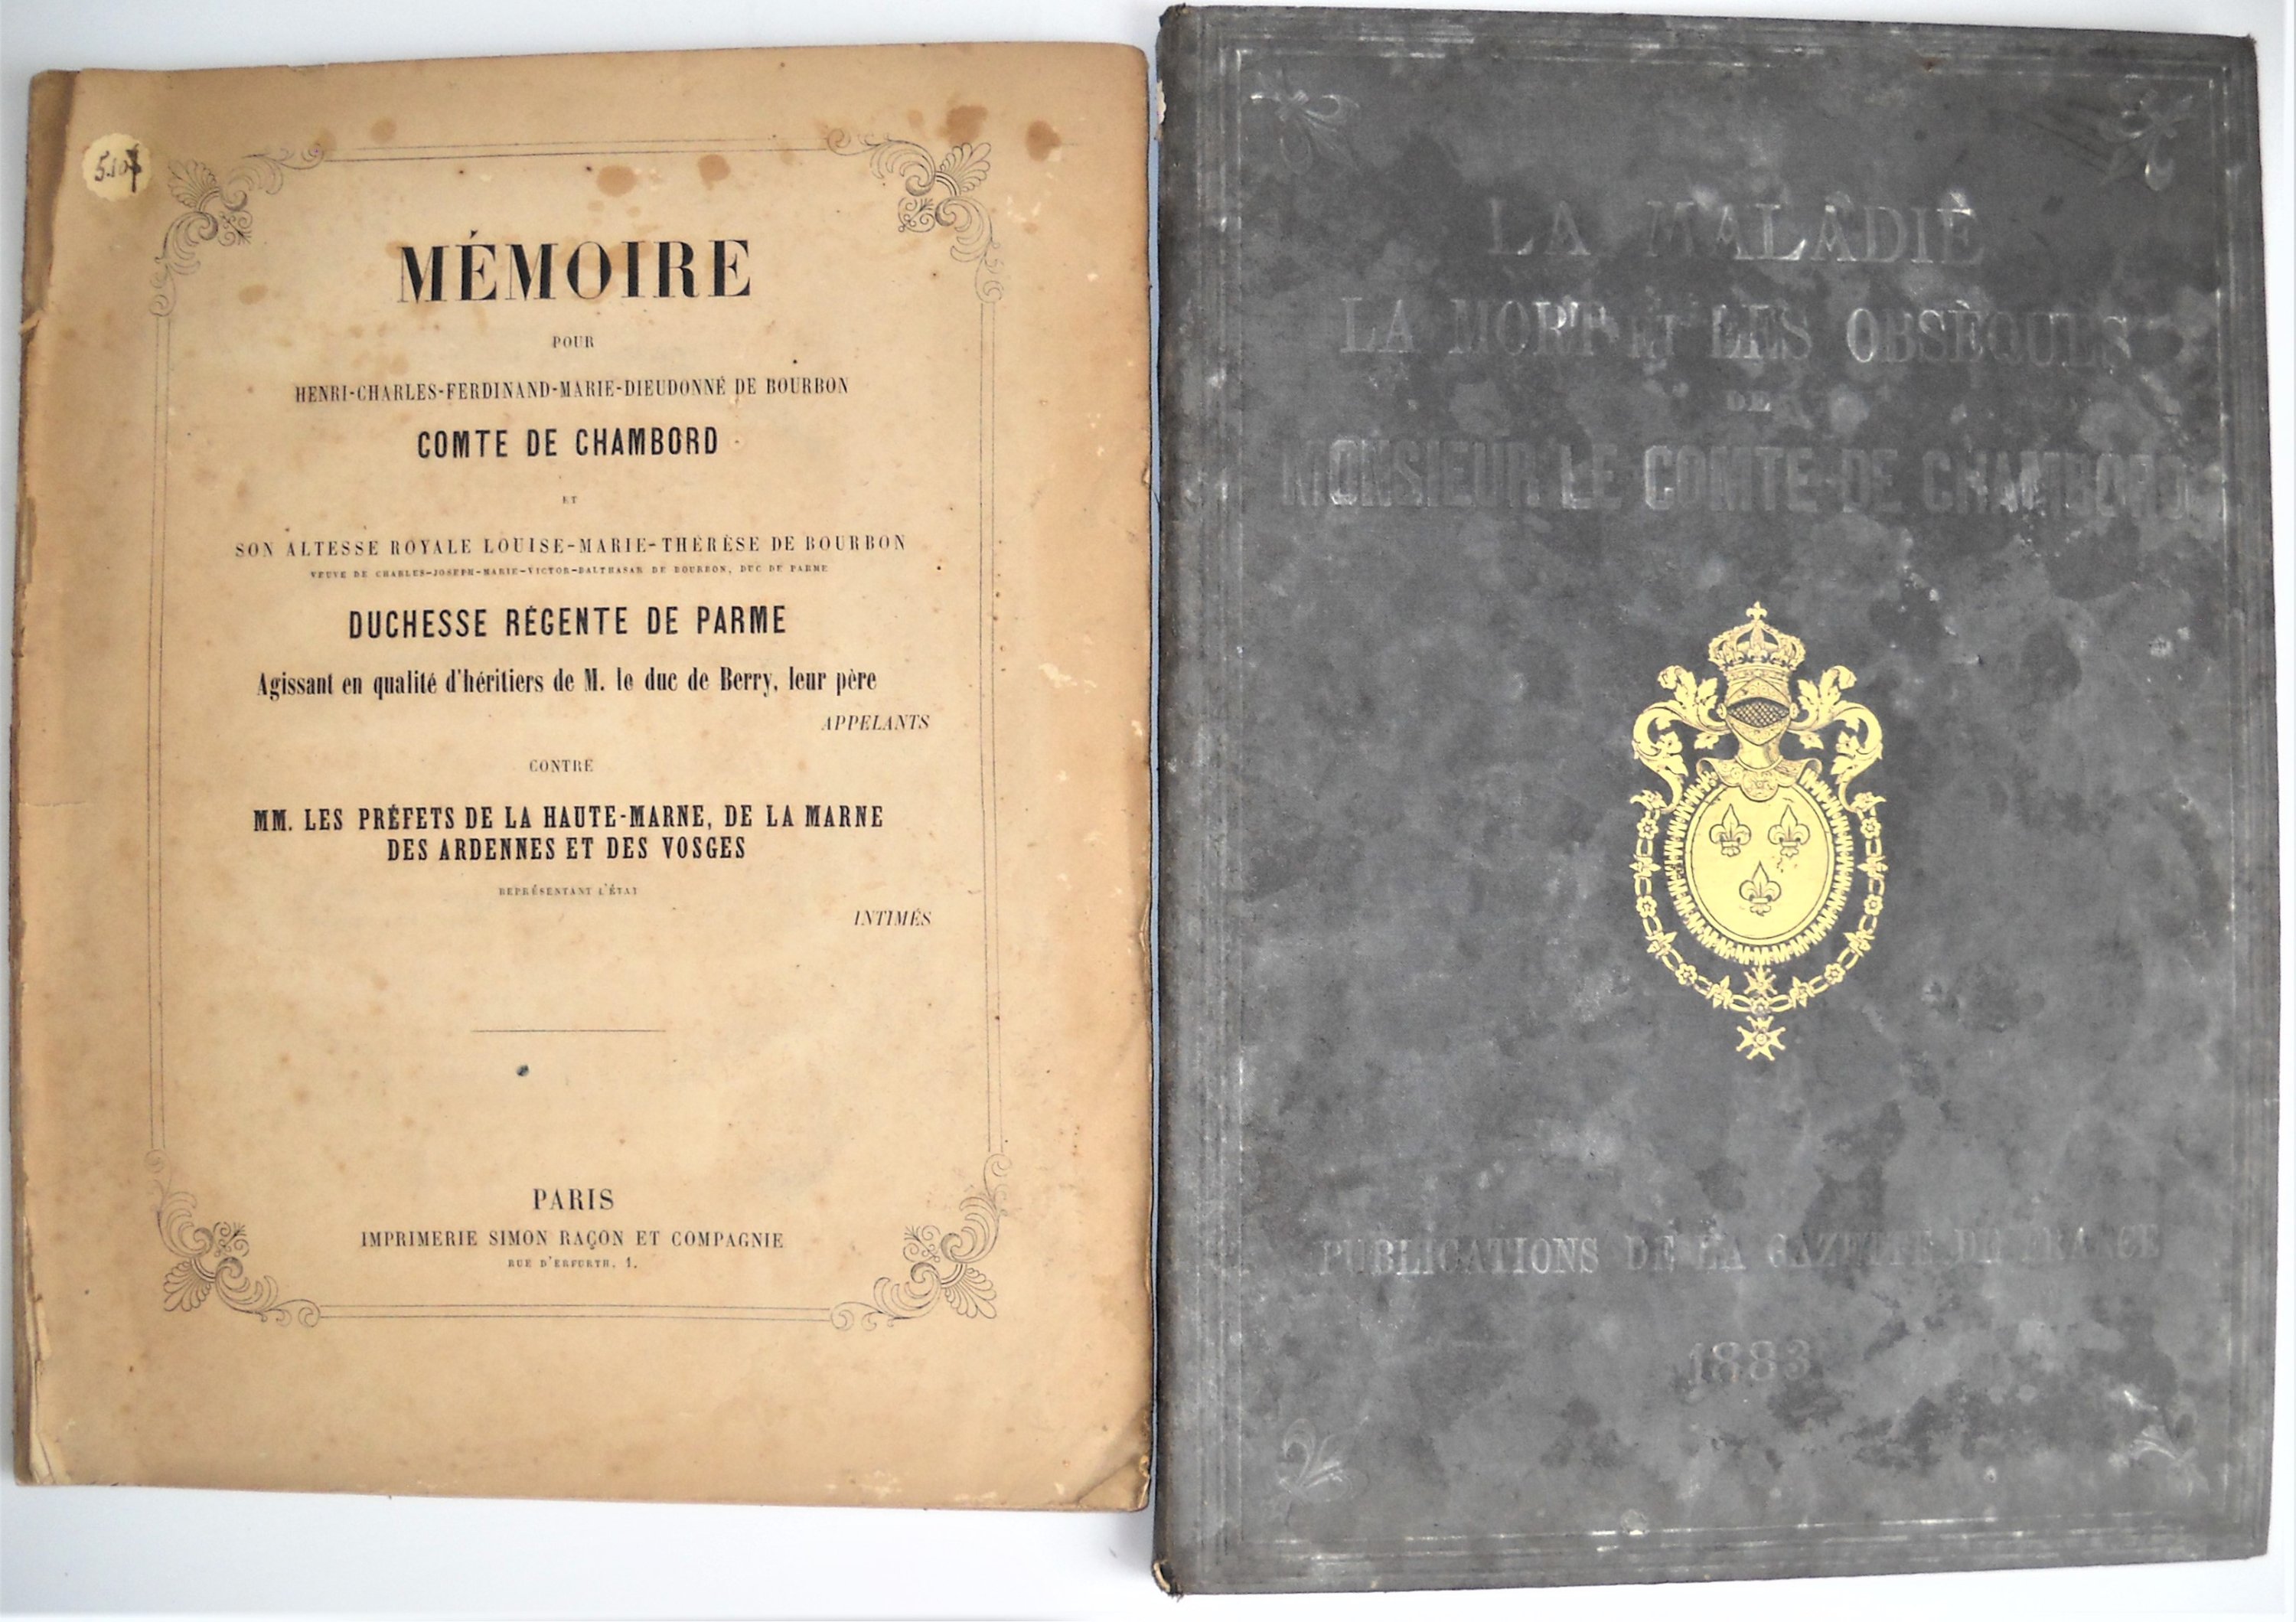 MÉMOIRE
POUR
HENRI-CHARLES-FERDINAND-MARIE-DIEUDONNÉ DE BOURBON
COMTE DE CHAMBORD
ET
SON ALTESSE ROYALE LOUISE-MARIE-THÉRÈSE DE BOURBON
VEUVE DE CHARLES-JOSEPH-MARIE-VICTOR-BALTHASAR DE BOURBON, DUC DE PARME
DUCHESSE RÉGENTE DE PARME
Agissant en qualité d'héritiers de M. le duc de Berry, leur père
APPELANTS
CONTRE
MM. LES PRÉFETS DE LA HAUTE-MARNE, DE LA MARNE
DES ARDENNES ET DES VOSGES
REPRÉSENTANT L'ÉTAT
INTIMÉS
PARIS
IMPRIMERIE SIMON RAÇON ET COMPAGNIE
RUE D'ERFURTH, 1.
LA MALADIE
LA MORT ET LES OBSÈQUES
DE
MONSIEUR LE COMTE DE CHAMBORD
PUBLICATIONS DE LA GAZETTE DE FRANCE
1883